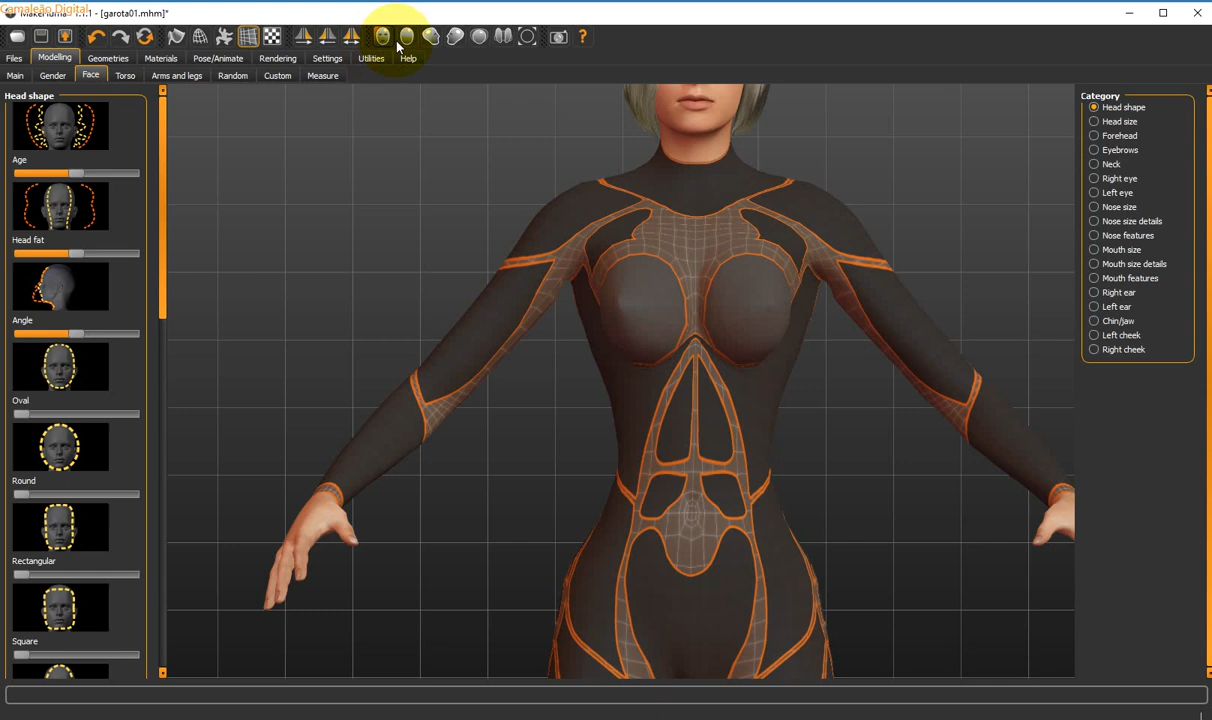 Camaleão Digital
MakeHuman 1.1.1 - [garota01.mhm]*
Files Modelling Geometries Materials Pose/Animate Rendering Settings Utilities Help
Main Gender Face Torso Arms and legs Random Custom Measure
Head shape
Age
Head fat
Angle
Oval
Round
Rectangular
Square
Category
Head shape
Head size
Forehead
Eyebrows
Neck
Right eye
Left eye
Nose size
Nose size details
Nose features
Mouth size
Mouth size details
Mouth features
Right ear
Left ear
Chin/jaw
Left cheek
Right cheek